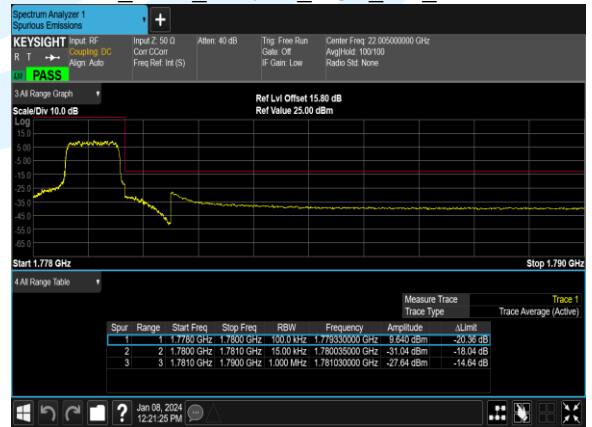 Spectrum Analyzer 1
Spurious Emissions
+
KEYSIGHT Input: RF Input Z: 50 Ω Atten: 40 dB Trig: Free Run Center Freq: 22.005000000 GHz
R T Coupling: DC Corr CCorr Gate: Off Avg|Hold: 100/100
Align: Auto Freq Ref: Int (S) IF Gain: Low Radio Std: None
LM PASS
3 All Range Graph
Ref Lvl Offset 15.80 dB
Scale/Div 10.0 dB Ref Value 25.00 dBm
Log
15.0
5.00
-5.00
-15.0
-25.0
-35.0
-45.0
-55.0
-65.0
Start 1.778 GHz Stop 1.790 GHz
4 All Range Table
Measure Trace Trace 1
Trace Type Trace Average (Active)
Spur Range Start Freq Stop Freq RBW Frequency Amplitude ΔLimit
1 1 1.7780 GHz 1.7800 GHz 100.0 kHz 1.779330000 GHz 9.640 dBm -20.36 dB
2 2 1.7800 GHz 1.7810 GHz 15.00 kHz 1.780035000 GHz -31.04 dBm -18.04 dB
3 3 1.7810 GHz 1.7900 GHz 1.000 MHz 1.781030000 GHz -27.64 dBm -14.64 dB
? Jan 08, 2024
12:21:25 PM